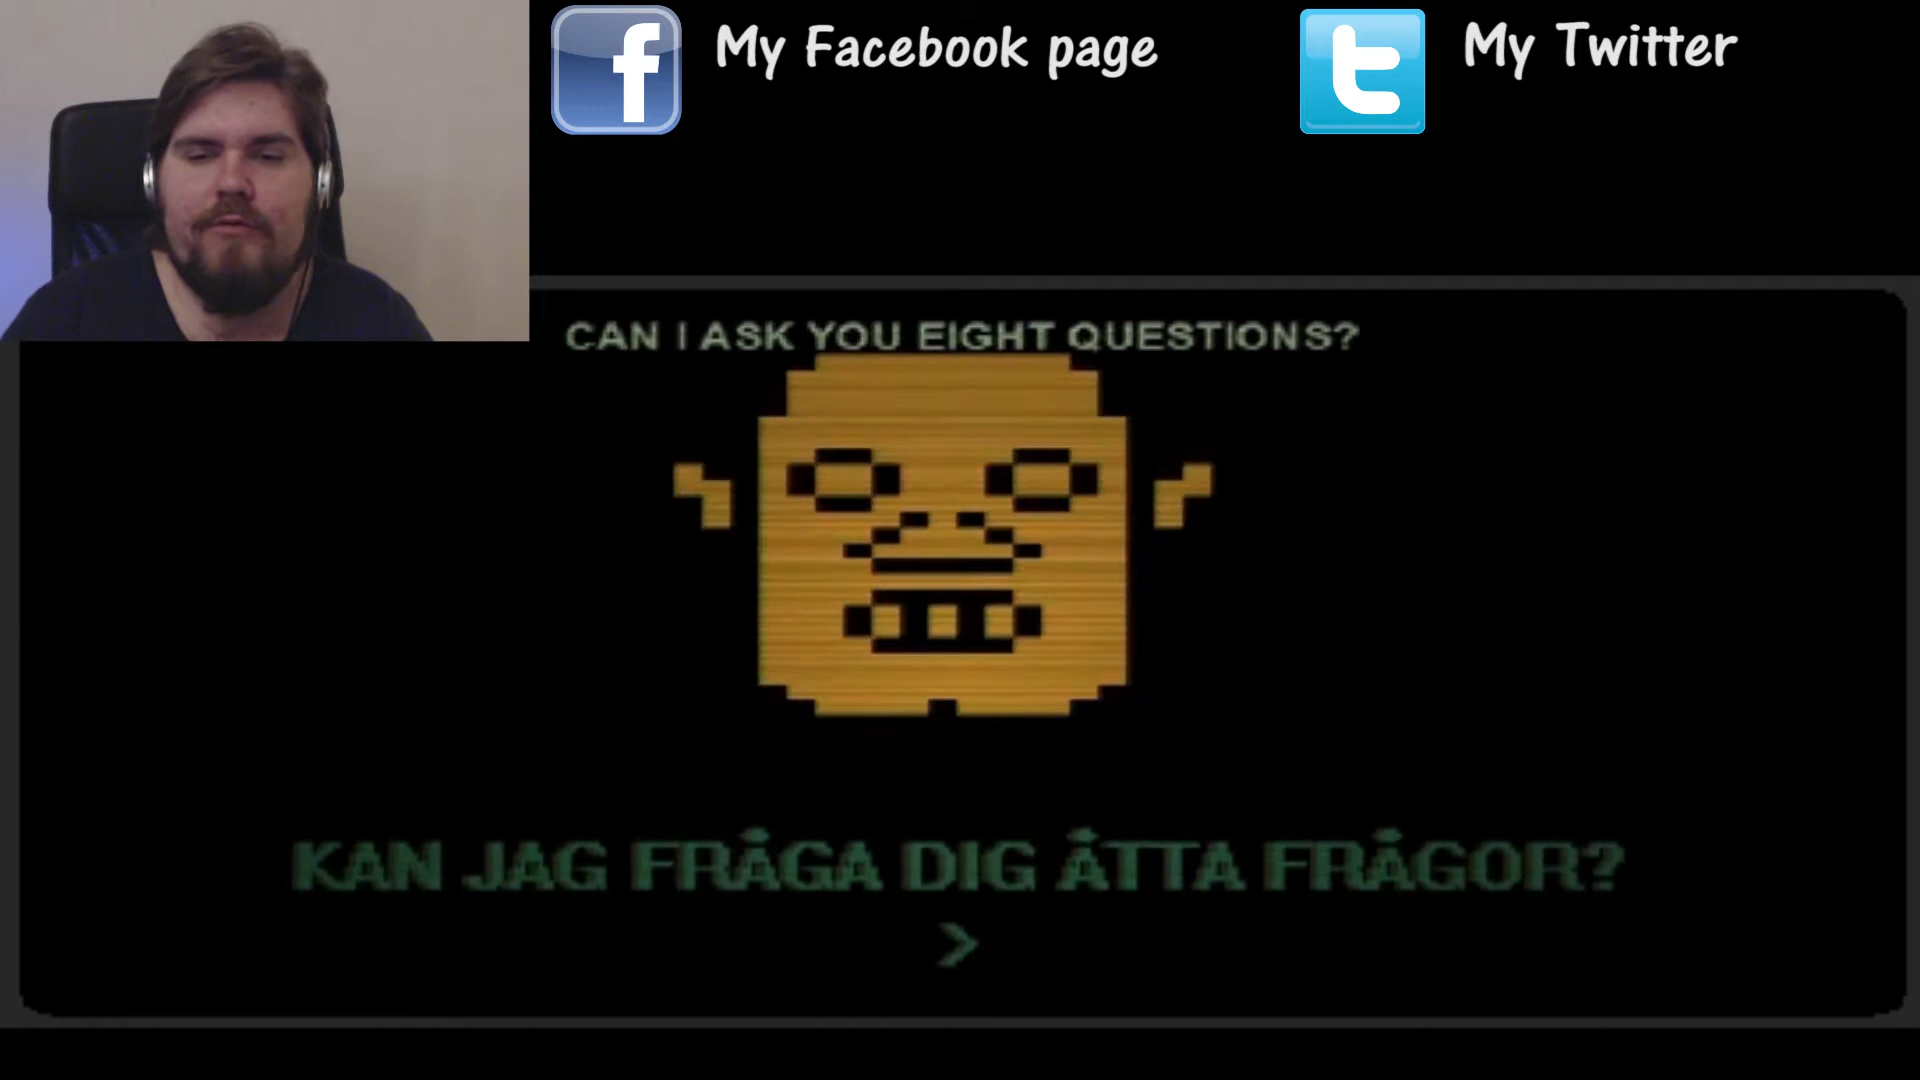 My Facebook page
My Twitter
CAN I ASK YOU EIGHT QUESTIONS?
KAN JAG FRÅGA DIG ÅTTA FRÅGOR?
>